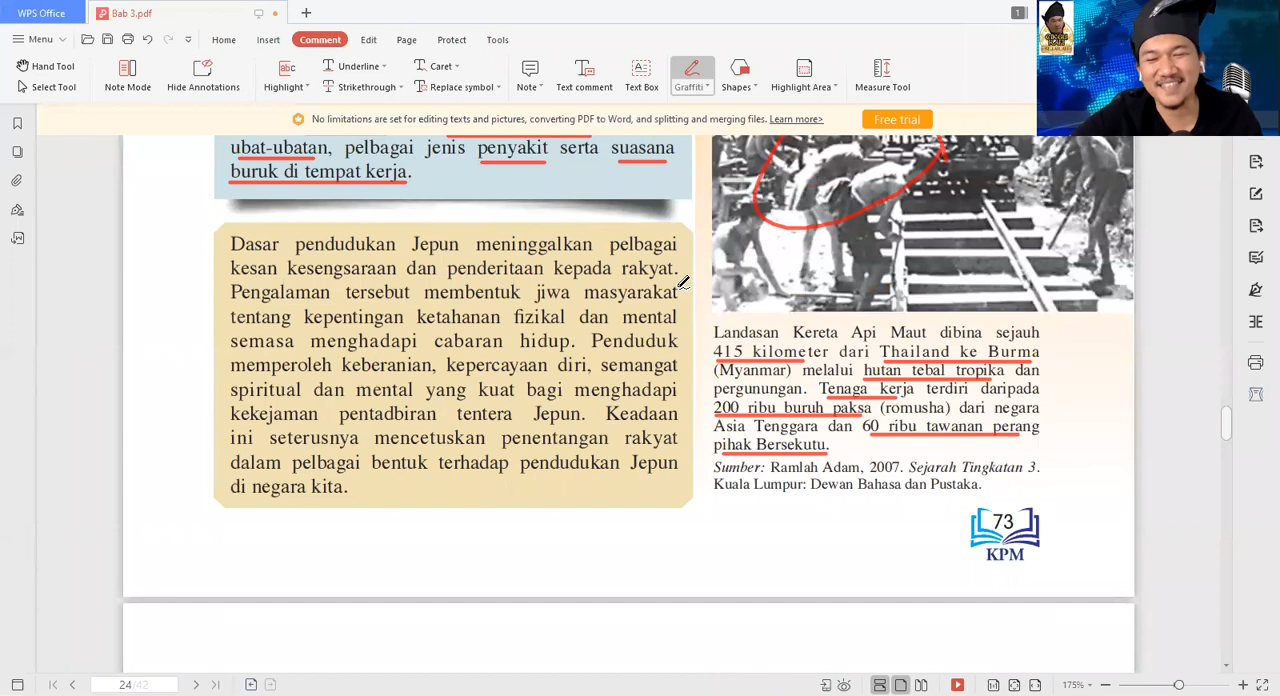 WPS Office
Bab 3.pdf
1
Menu
Home
Insert
Comment
Edit
Page
Protect
Tools
Hand Tool
Select Tool
Note Mode
Hide Annotations
Highlight
Underline
Strikethrough
Caret
Replace symbol
Note
Text comment
Text Box
Graffiti
Shapes
Highlight Area
Measure Tool
No limitations are set for editing texts and pictures, converting PDF to Word, and splitting and merging files. Learn more>
Free trial
ubat-ubatan, pelbagai jenis penyakit serta suasana
buruk di tempat kerja.
Dasar pendudukan Jepun meninggalkan pelbagai
kesan kesengsaraan dan penderitaan kepada rakyat.
Pengalaman tersebut membentuk jiwa masyarakat
tentang kepentingan ketahanan fizikal dan mental
semasa menghadapi cabaran hidup. Penduduk
memperoleh keberanian, kepercayaan diri, semangat
spiritual dan mental yang kuat bagi menghadapi
kekejaman pentadbiran tentera Jepun. Keadaan
ini seterusnya mencetuskan penentangan rakyat
dalam pelbagai bentuk terhadap pendudukan Jepun
di negara kita.
Landasan Kereta Api Maut dibina sejauh
415 kilometer dari Thailand ke Burma
(Myanmar) melalui hutan tebal tropika dan
pergunungan. Tenaga kerja terdiri daripada
200 ribu buruh paksa (romusha) dari negara
Asia Tenggara dan 60 ribu tawanan perang
pihak Bersekutu.
Sumber: Ramlah Adam, 2007. Sejarah Tingkatan 3.
Kuala Lumpur: Dewan Bahasa dan Pustaka.
73
KPM
24/42
175%